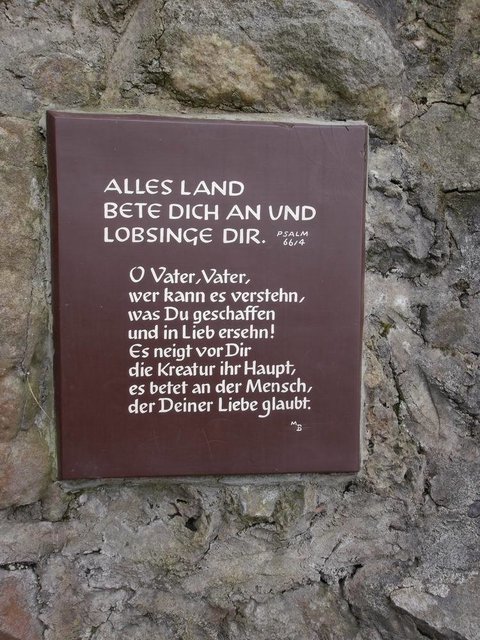 ALLES LAND
BETE DICH AN UND
LOBSINGE DIR. PSALM 66/4
O Vater, Vater,
wer kann es verstehn,
was Du geschaffen
und in Lieb ersehn!
Es neigt vor Dir
die Kreatur ihr Haupt,
es betet an der Mensch,
der Deiner Liebe glaubt.
MB